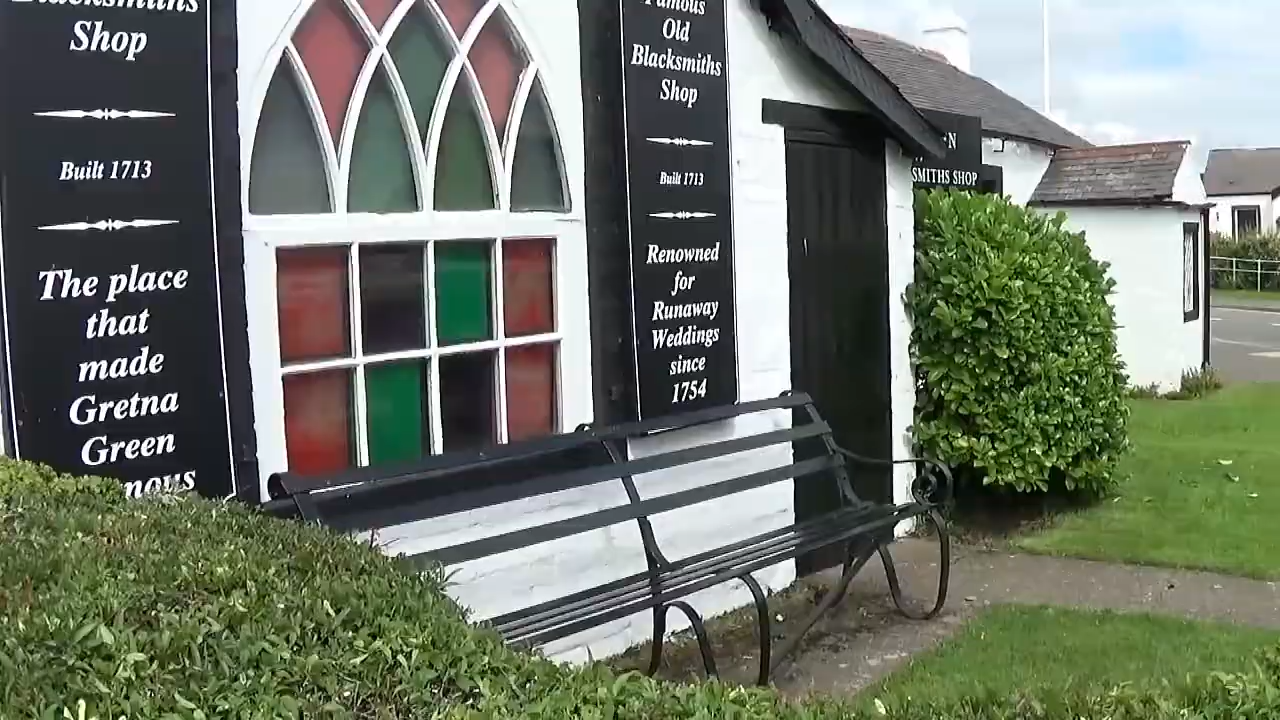 Blacksmiths
Shop
Built 1713
The place
that
made
Gretna
Green
Famous
Old
Blacksmiths
Shop
Built 1713
Renowned
for
Runaway
Weddings
since
1754
SMITHS SHOP